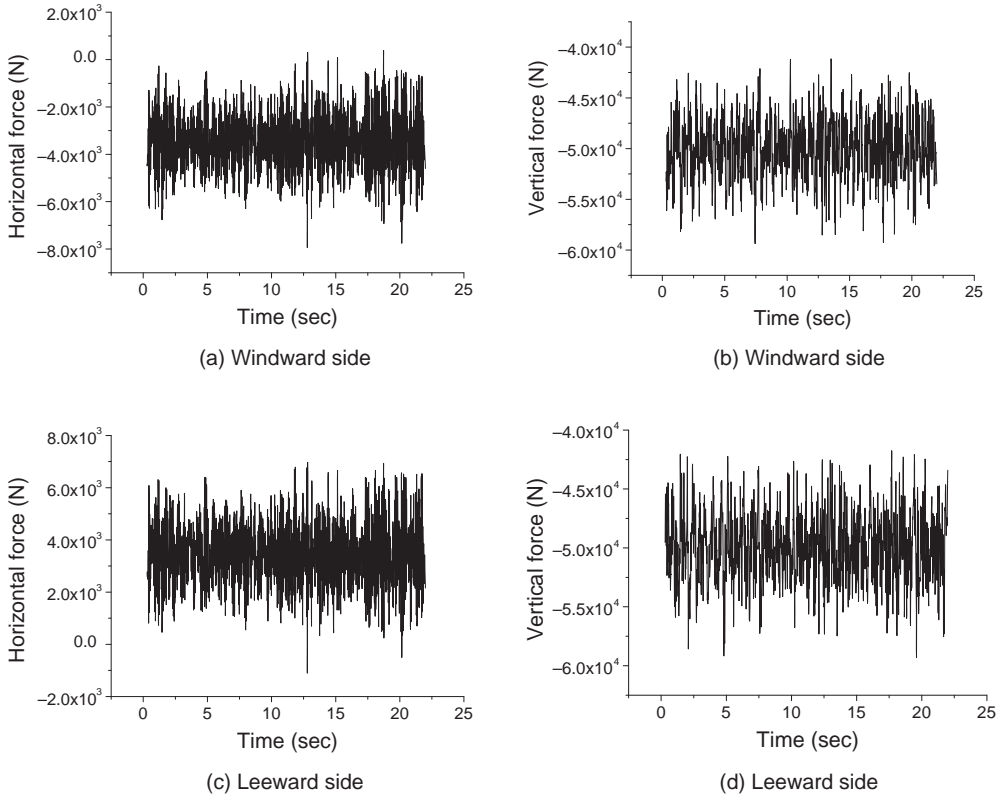 2.0x10³
0.0
–2.0x10³
–4.0x10³
–6.0x10³
–8.0x10³
Horizontal force (N)
0 5 10 15 20 25
Time (sec)
(a) Windward side
–4.0x10⁴
–4.5x10⁴
–5.0x10⁴
–5.5x10⁴
–6.0x10⁴
Vertical force (N)
0 5 10 15 20 25
Time (sec)
(b) Windward side
8.0x10³
6.0x10³
4.0x10³
2.0x10³
0.0
–2.0x10³
Horizontal force (N)
0 5 10 15 20 25
Time (sec)
(c) Leeward side
–4.0x10⁴
–4.5x10⁴
–5.0x10⁴
–5.5x10⁴
–6.0x10⁴
Vertical force (N)
0 5 10 15 20 25
Time (sec)
(d) Leeward side